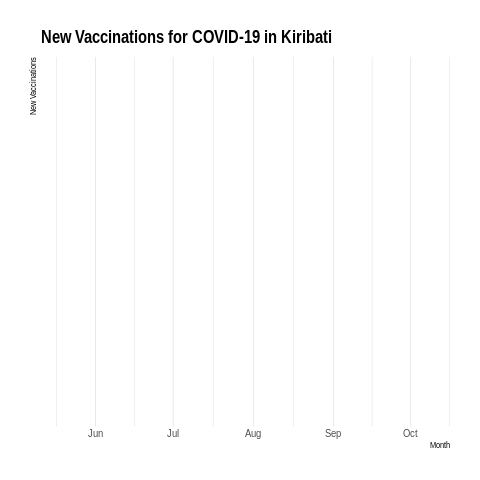 New Vaccinations for COVID-19 in Kiribati
New Vaccinations
Jun Jul Aug Sep Oct
Month